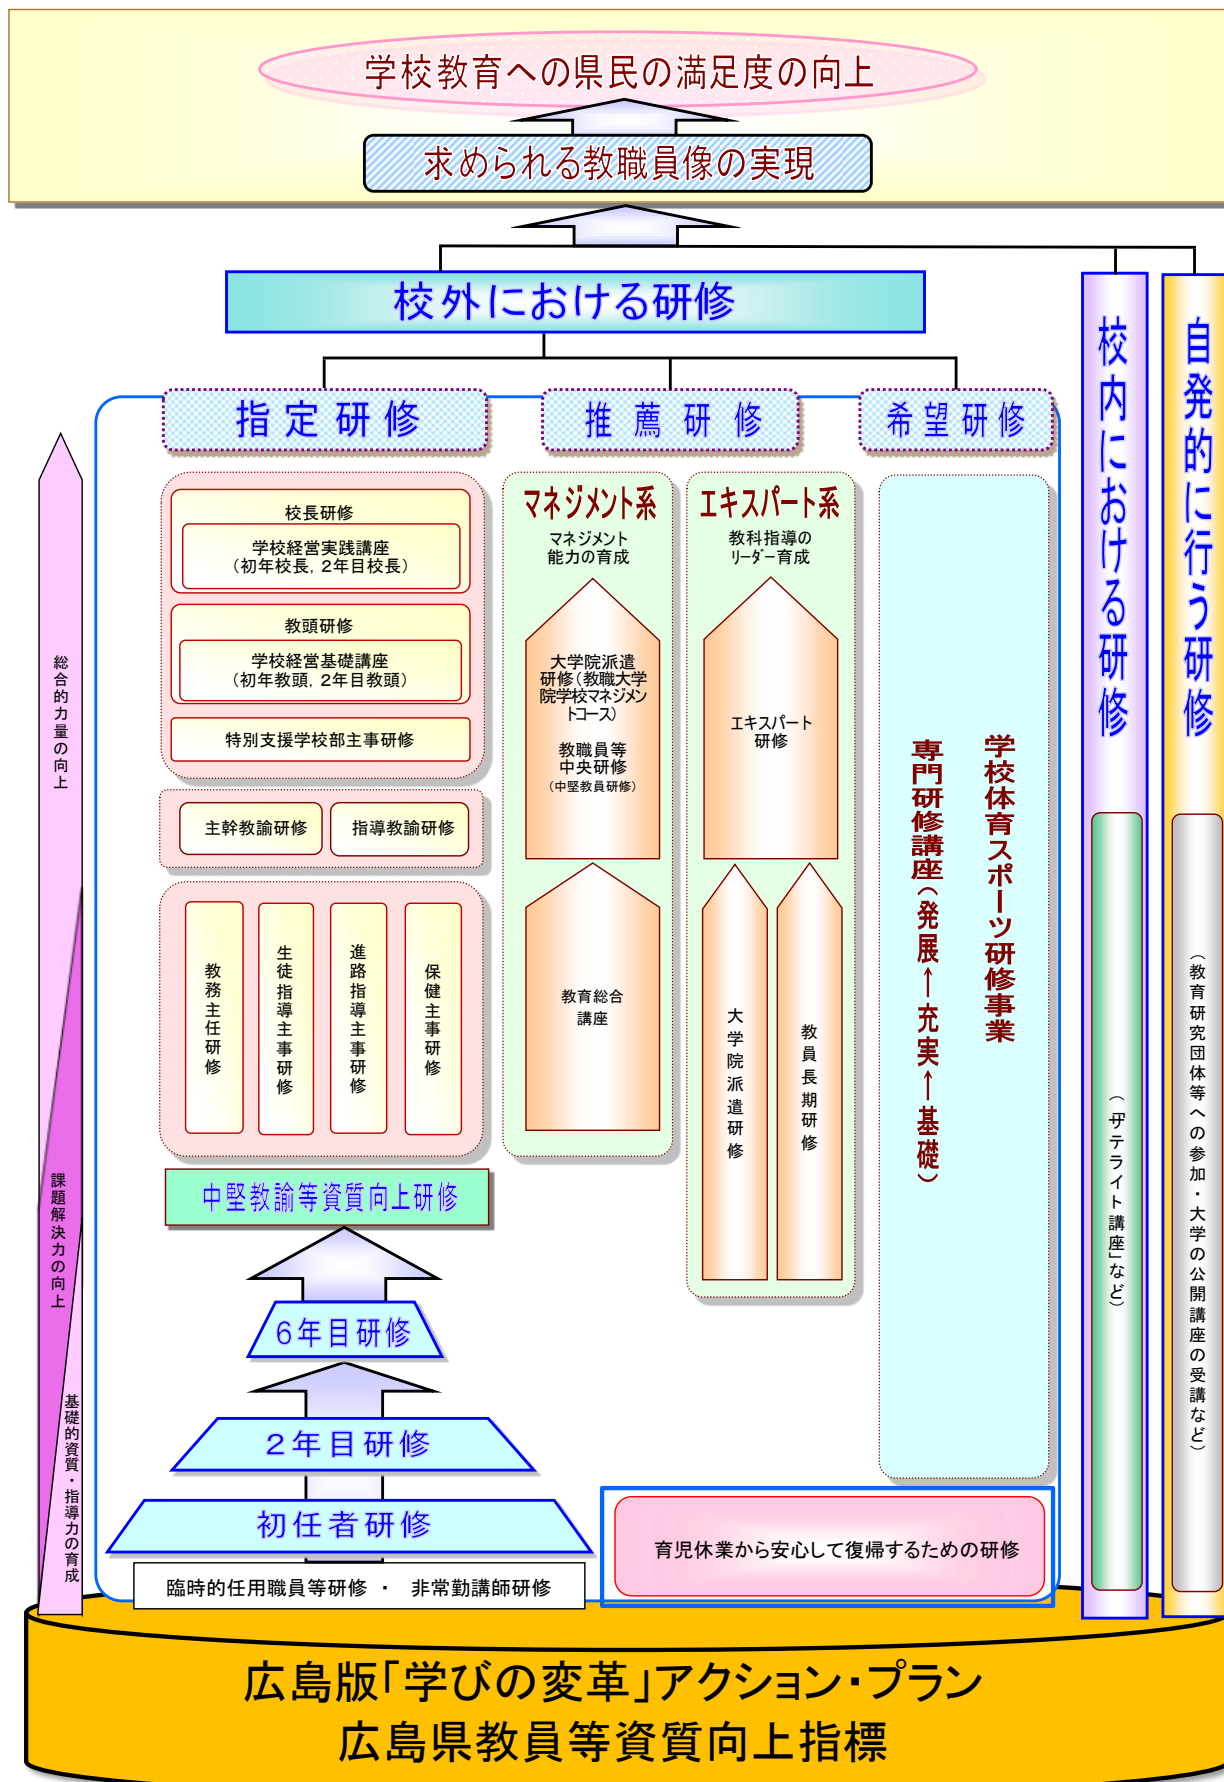 学校教育への県民の満足度の向上
求められる教職員像の実現
校外における研修
指定研修
推薦研修
希望研修
校長研修
学校経営実践講座
（初年校長，２年目校長）
教頭研修
学校経営基礎講座
（初年教頭，２年目教頭）
特別支援学校部主事研修
主幹教諭研修
指導教諭研修
教務主任研修
生徒指導主事研修
進路指導主事研修
保健主事研修
中堅教諭等資質向上研修
６年目研修
２年目研修
初任者研修
臨時的任用職員等研修 ・ 非常勤講師研修
マネジメント系
マネジメント
能力の育成
大学院派遣
研修（教職大学
院学校マネジメン
トコース）
教職員等
中央研修
（中堅教員研修）
教育総合
講座
エキスパート系
教科指導の
リーダー育成
エキスパート
研修
大学院派遣研修
教員長期研修
学校体育スポーツ研修事業
専門研修講座（発展←充実←基礎）
育児休業から安心して復帰するための研修
校内における研修
（「サテライト講座」など）
自発的に行う研修
（教育研究団体等への参加・大学の公開講座の受講など）
総合的力量の向上
課題解決力の向上
基礎的資質・指導力の育成
広島版「学びの変革」アクション・プラン
広島県教員等資質向上指標